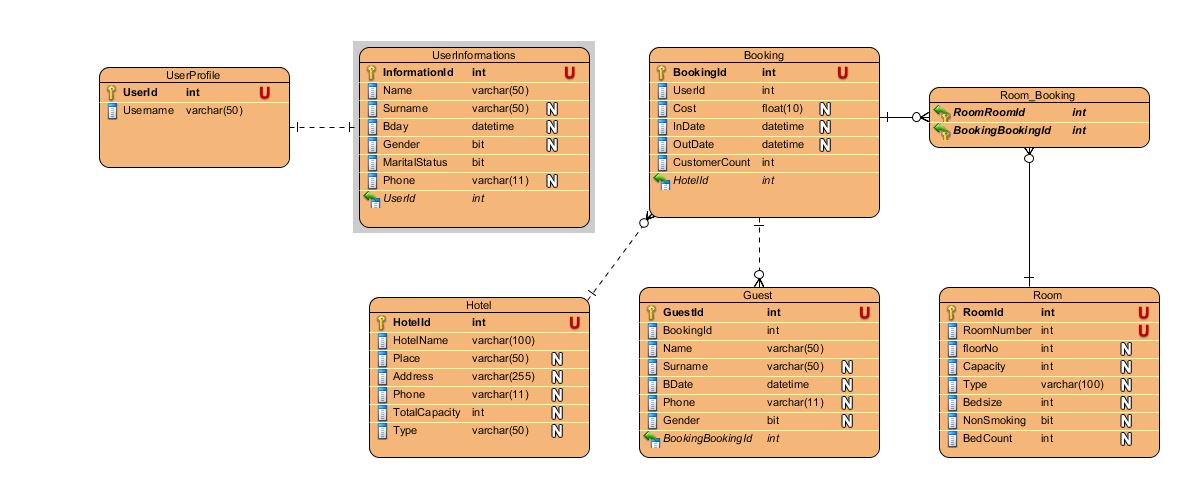 UserProfile
UserId int U
Username varchar(50)
UserInformations
InformationId int U
Name varchar(50)
Surname varchar(50) N
Bday datetime N
Gender bit N
MaritalStatus bit
Phone varchar(11) N
UserId int
Booking
BookingId int U
UserId int
Cost float(10) N
InDate datetime N
OutDate datetime N
CustomerCount int
HotelId int
Room_Booking
RoomRoomId int
BookingBookingId int
Hotel
HotelId int U
HotelName varchar(100)
Place varchar(50) N
Address varchar(255) N
Phone varchar(11) N
TotalCapacity int N
Type varchar(50) N
Guest
GuestId int U
BookingId int
Name varchar(50)
Surname varchar(50) N
BDate datetime N
Phone varchar(11) N
Gender bit N
BookingBookingId int
Room
RoomId int U
RoomNumber int U
floorNo int N
Capacity int N
Type varchar(100) N
Bedsize int N
NonSmoking bit N
BedCount int N